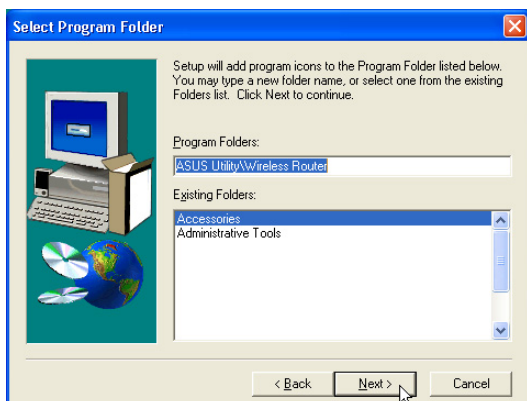 Select Program Folder
Setup will add program icons to the Program Folder listed below.
You may type a new folder name, or select one from the existing
Folders list. Click Next to continue.
Program Folders:
ASUS Utility\Wireless Router
Existing Folders:
Accessories
Administrative Tools
< Back
Next >
Cancel